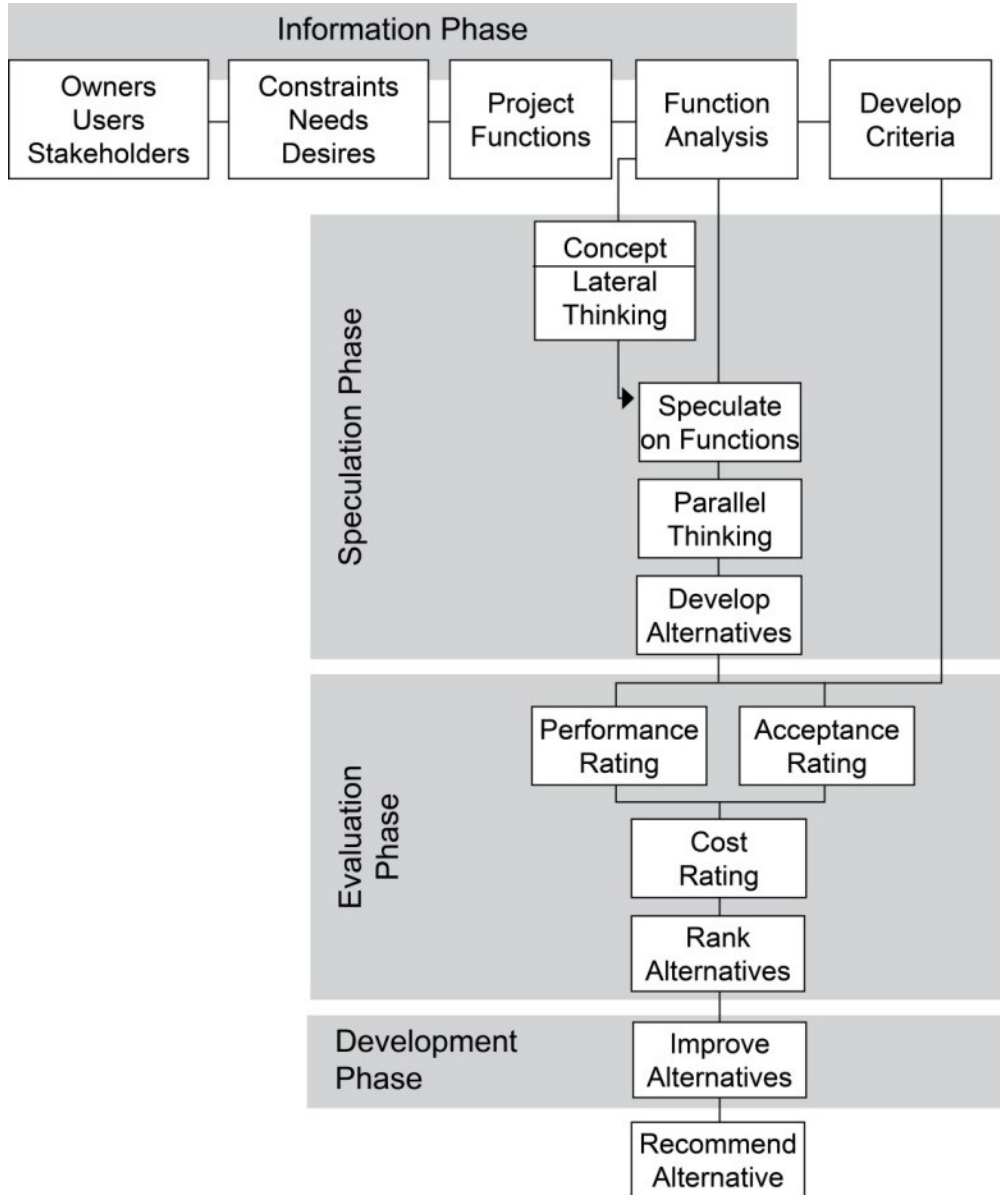 Information Phase
Owners
Users
Stakeholders
Constraints
Needs
Desires
Project
Functions
Function
Analysis
Develop
Criteria
Speculation Phase
Concept
Lateral
Thinking
Speculate
on Functions
Parallel
Thinking
Develop
Alternatives
Evaluation
Phase
Performance
Rating
Acceptance
Rating
Cost
Rating
Rank
Alternatives
Development
Phase
Improve
Alternatives
Recommend
Alternative